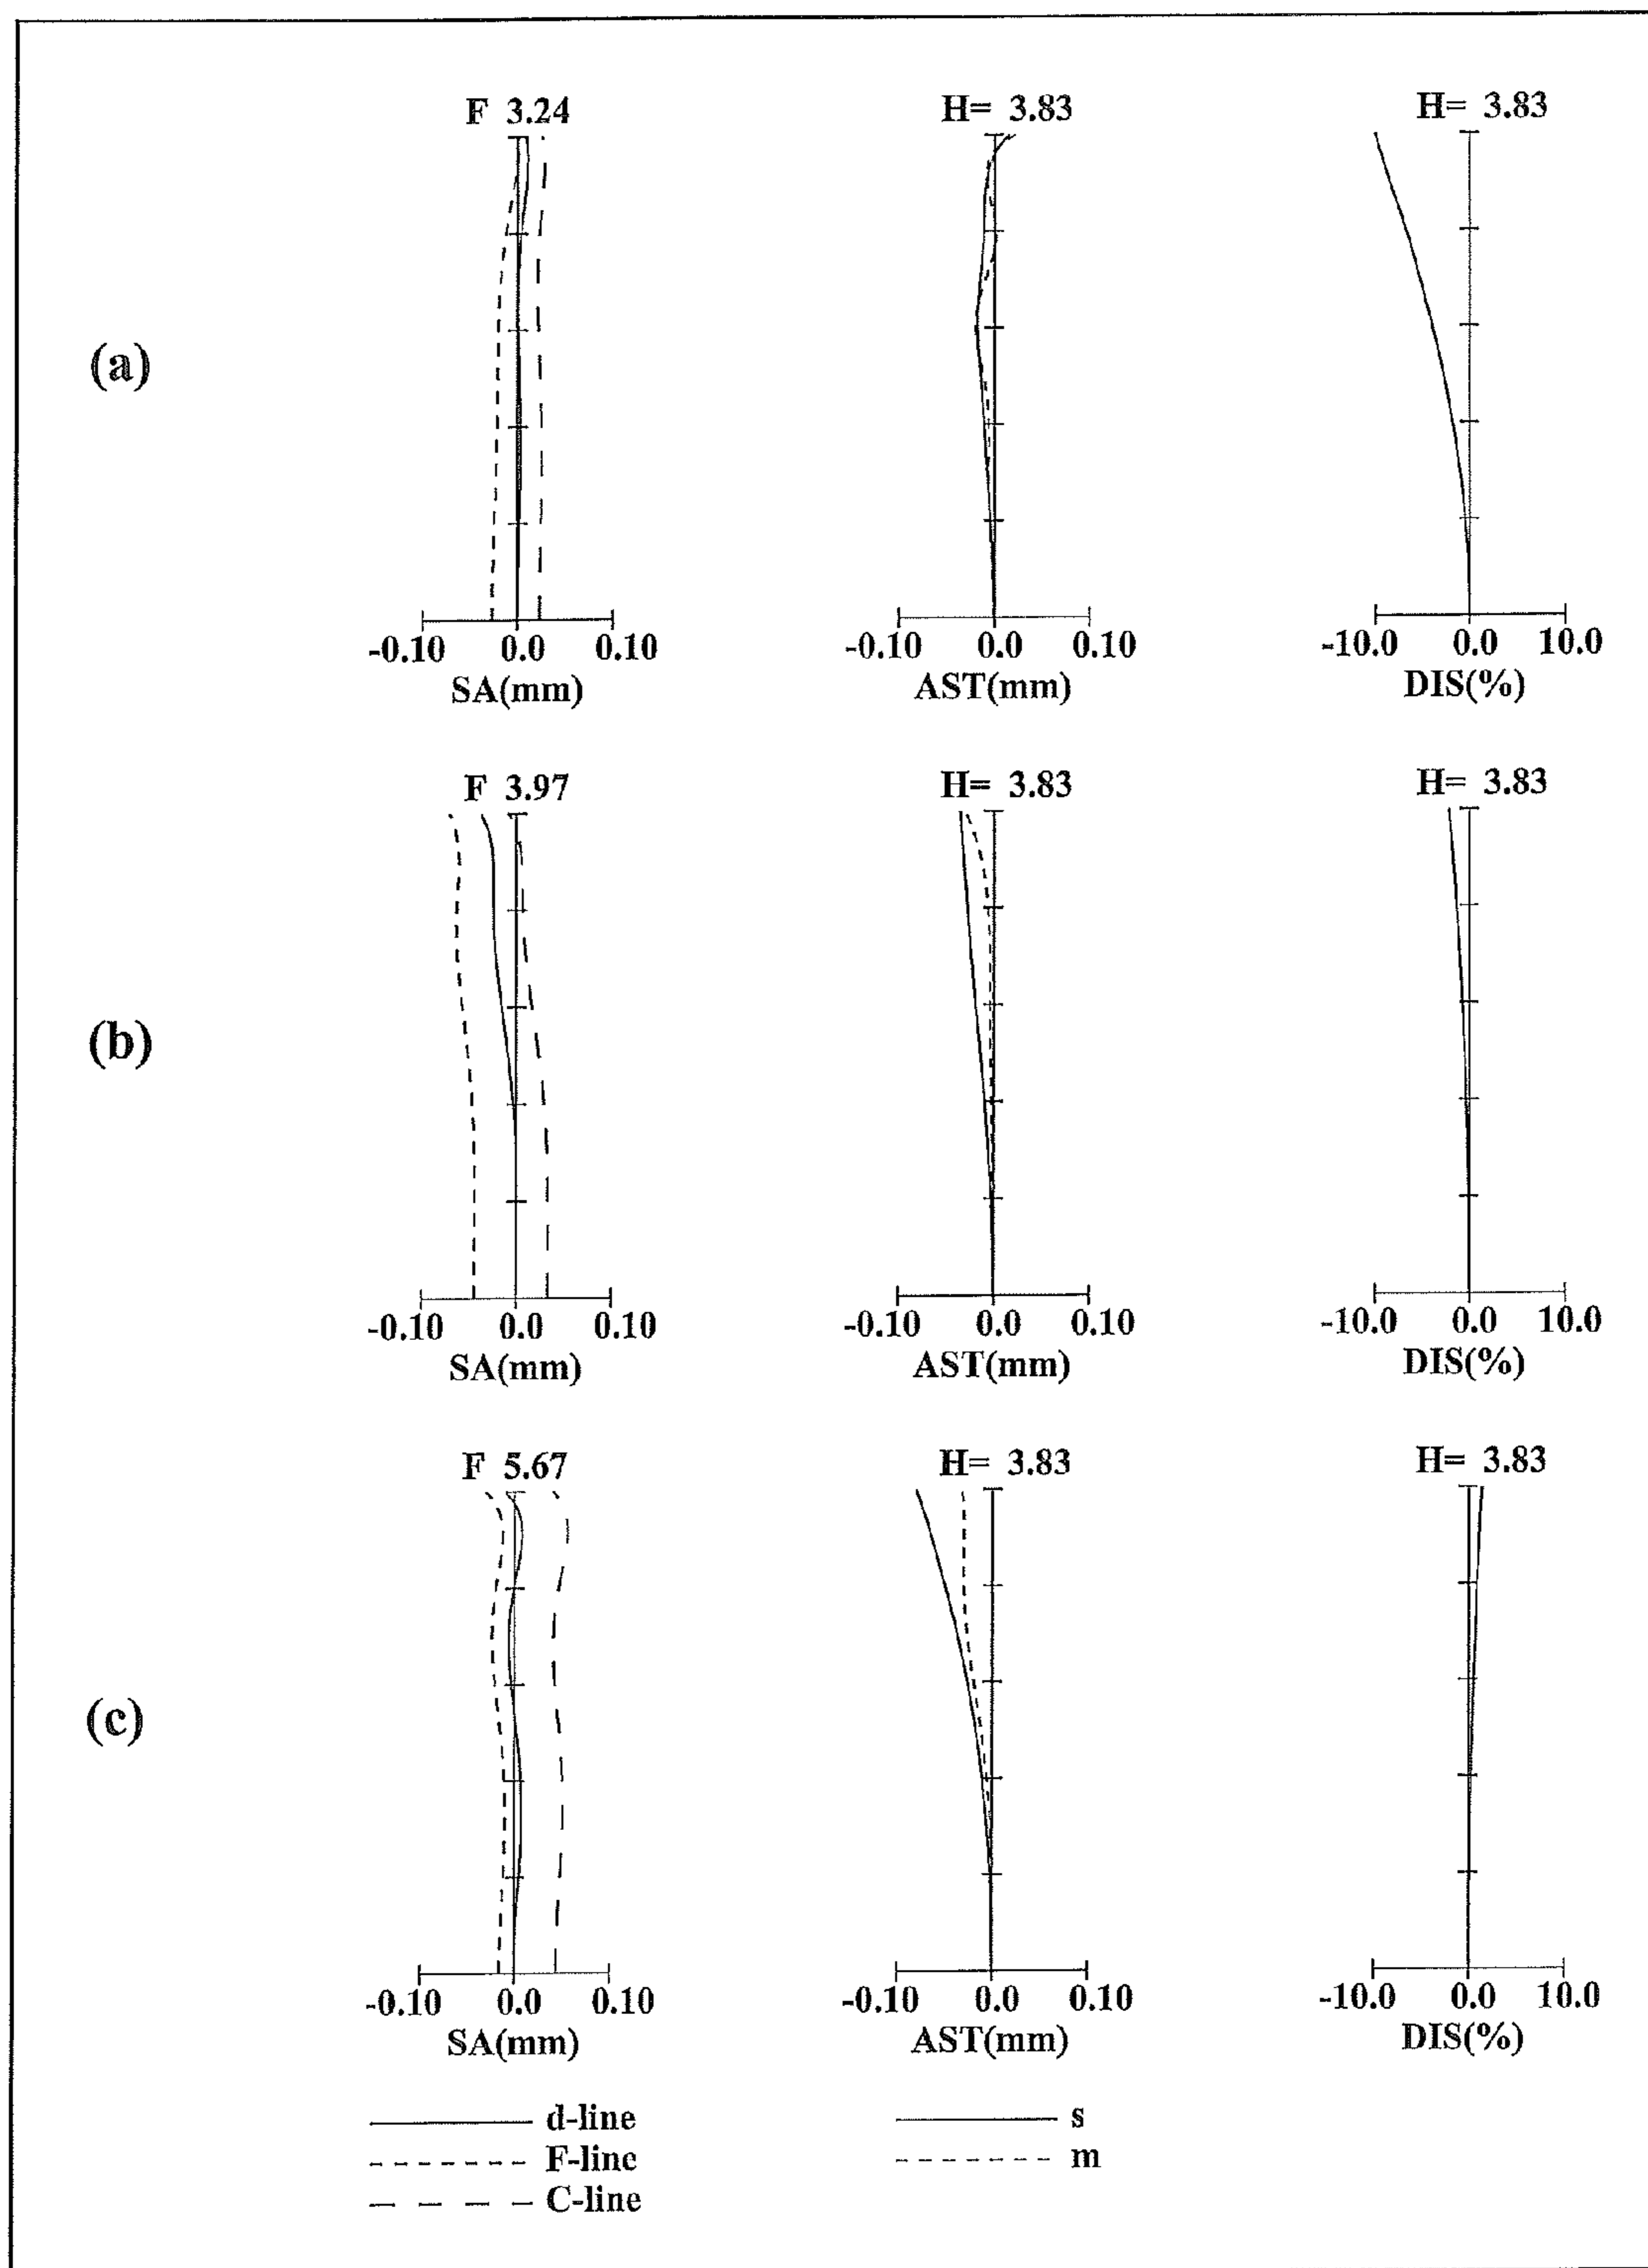 (a)
F 3.24
-0.10 0.0 0.10
SA(mm)
H= 3.83
-0.10 0.0 0.10
AST(mm)
H= 3.83
-10.0 0.0 10.0
DIS(%)
(b)
F 3.97
-0.10 0.0 0.10
SA(mm)
H= 3.83
-0.10 0.0 0.10
AST(mm)
H= 3.83
-10.0 0.0 10.0
DIS(%)
(c)
F 5.67
-0.10 0.0 0.10
SA(mm)
H= 3.83
-0.10 0.0 0.10
AST(mm)
H= 3.83
-10.0 0.0 10.0
DIS(%)
d-line
F-line
C-line
s
m